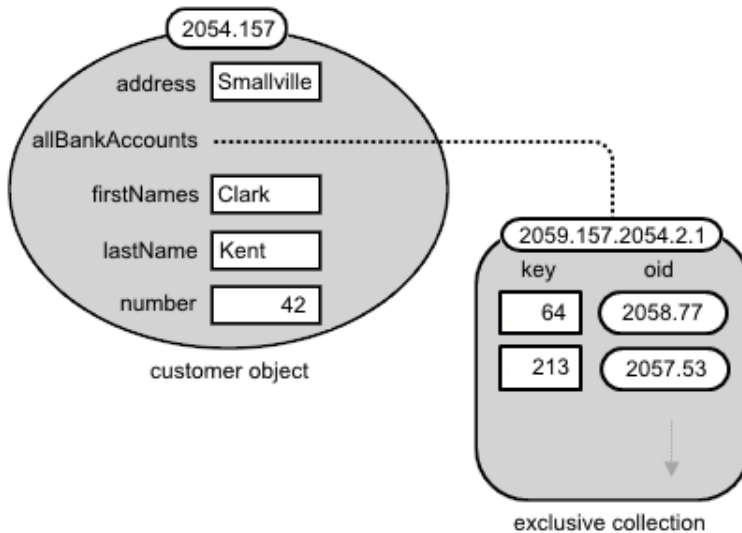 2054.157
address Smallville
allBankAccounts
firstNames Clark
lastName Kent
number 42
customer object
2059.157.2054.2.1
key oid
64 2058.77
213 2057.53
exclusive collection